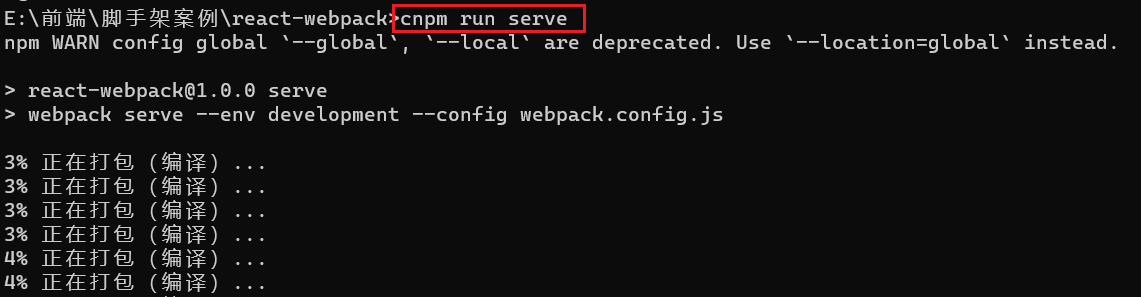 E:\前端\脚手架案例\react-webpack>cnpm run serve
npm WARN config global `--global`, `--local` are deprecated. Use `--location=global` instead.
> react-webpack@1.0.0 serve
> webpack serve --env development --config webpack.config.js
3% 正在打包（编译）...
3% 正在打包（编译）...
3% 正在打包（编译）...
3% 正在打包（编译）...
4% 正在打包（编译）...
4% 正在打包（编译）...